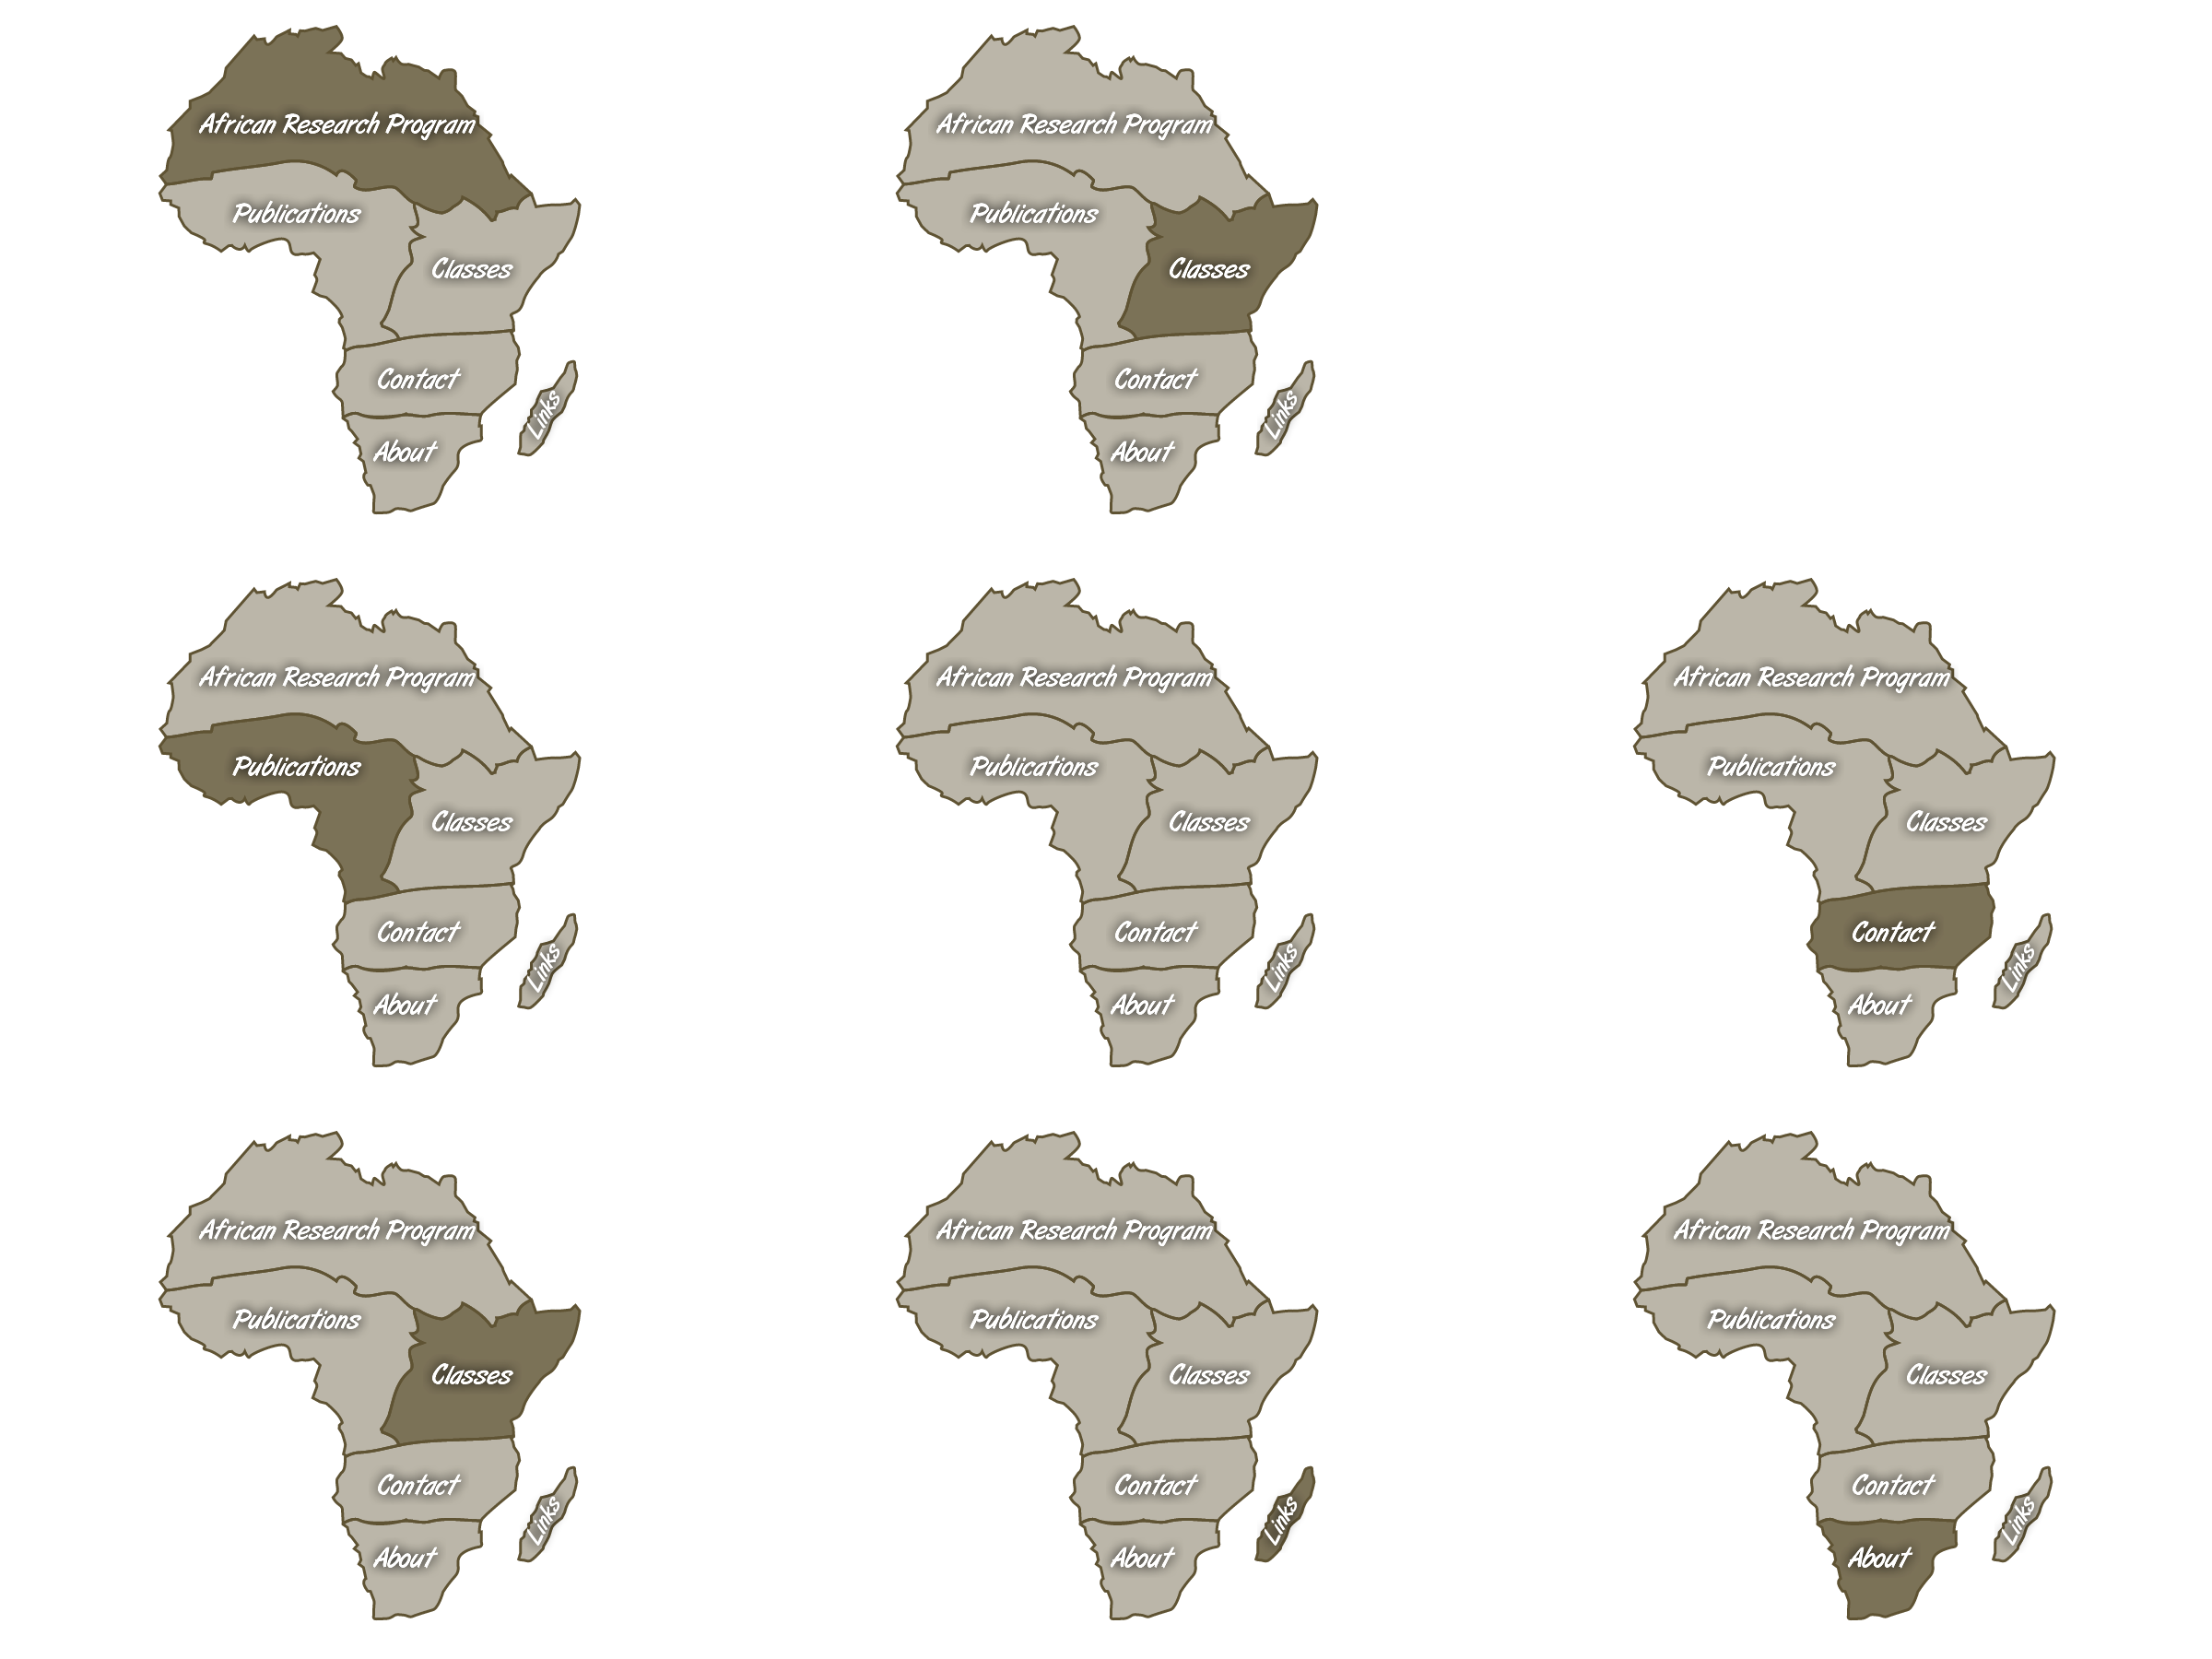 African Research Program
Publications
Classes
Contact
Links
About
African Research Program
Publications
Classes
Contact
Links
About
African Research Program
Publications
Classes
Contact
Links
About
African Research Program
Publications
Classes
Contact
Links
About
African Research Program
Publications
Classes
Contact
Links
About
African Research Program
Publications
Classes
Contact
Links
About
African Research Program
Publications
Classes
Contact
Links
About
African Research Program
Publications
Classes
Contact
Links
About